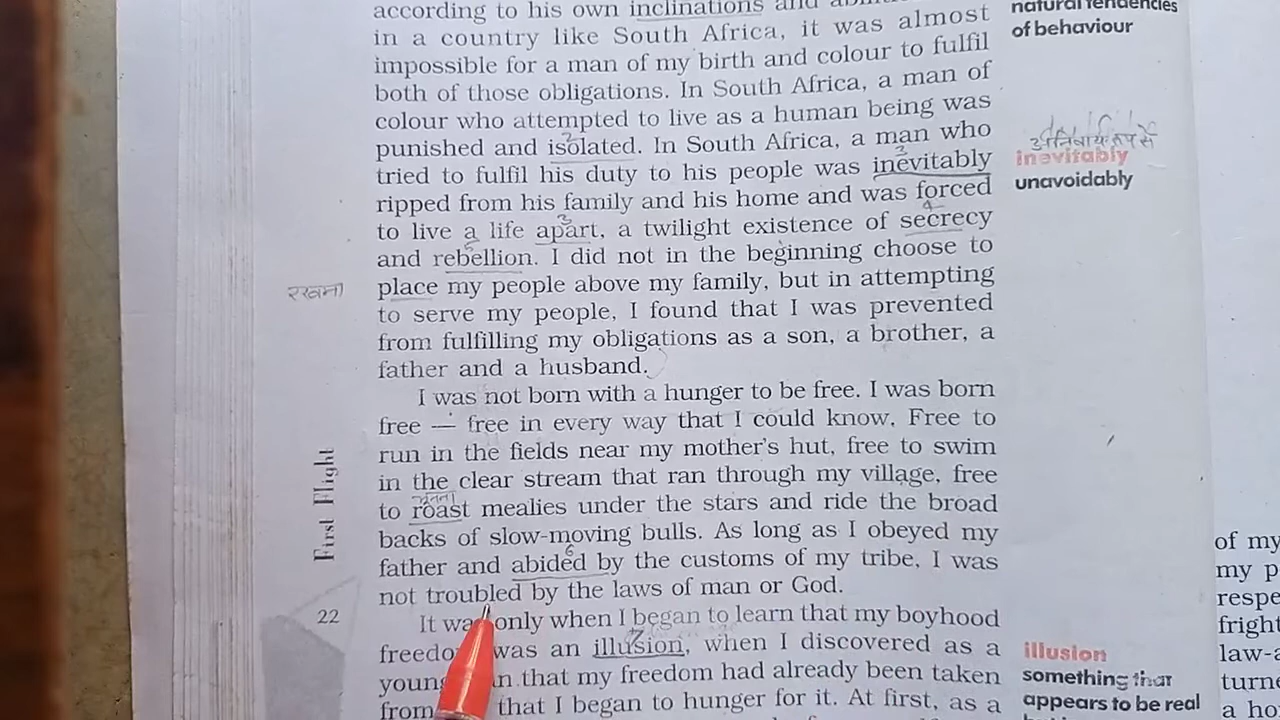 according to his own inclinations and
in a country like South Africa, it was almost
impossible for a man of my birth and colour to fulfil
both of those obligations. In South Africa, a man of
colour who attempted to live as a human being was
punished and isolated. In South Africa, a man who
tried to fulfil his duty to his people was inevitably
ripped from his family and his home and was forced
to live a life apart, a twilight existence of secrecy
and rebellion. I did not in the beginning choose to
place my people above my family, but in attempting
to serve my people, I found that I was prevented
from fulfilling my obligations as a son, a brother, a
father and a husband.
I was not born with a hunger to be free. I was born
free — free in every way that I could know. Free to
run in the fields near my mother's hut, free to swim
in the clear stream that ran through my village, free
to roast mealies under the stars and ride the broad
backs of slow-moving bulls. As long as I obeyed my
father and abided by the customs of my tribe, I was
not troubled by the laws of man or God.
It was only when I began to learn that my boyhood
was an illusion, when I discovered as a
that my freedom had already been taken
from that I began to hunger for it. At first, as a
natural tendencies
of behaviour
अनिवार्य रूप से
inevitably
unavoidably
रखना
2
2
3
4
5
6
7
First Flight
22
illusion
something that
appears to be real
of my
my p
respe
fright
law-a
turne
a ho